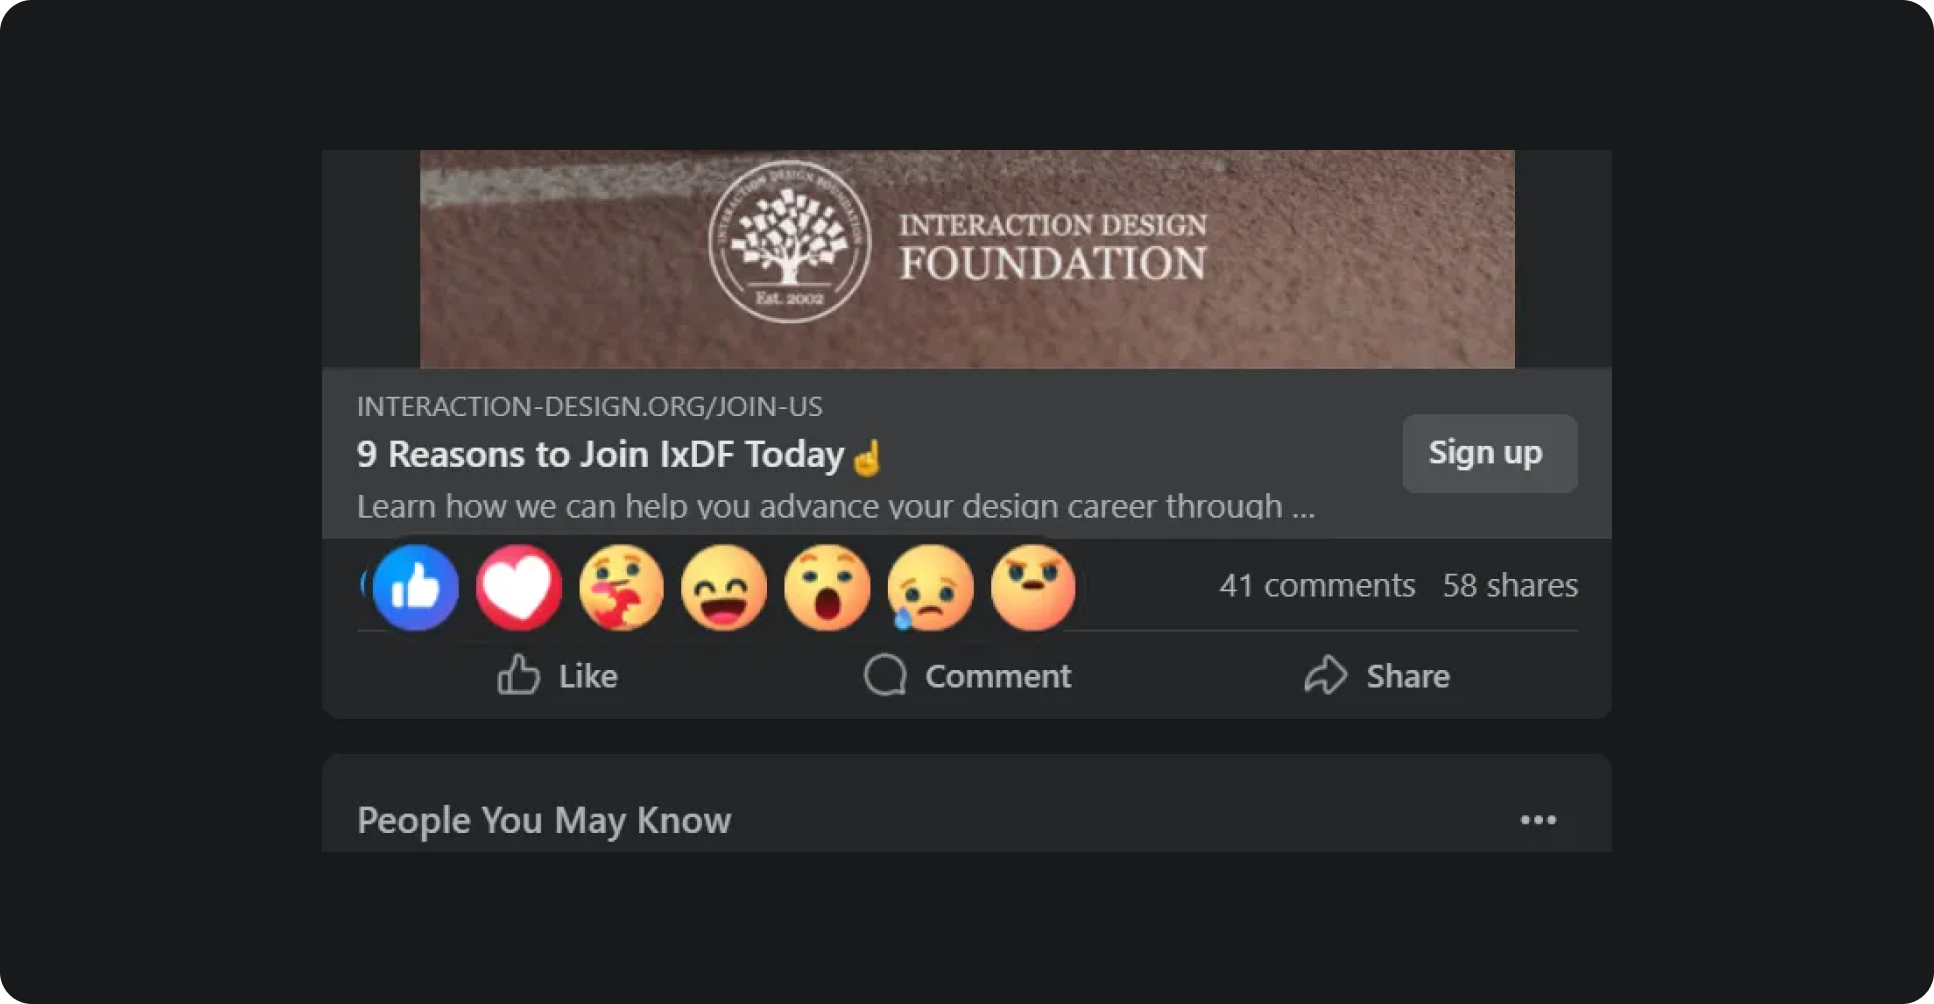 INTERACTION DESIGN FOUNDATION
Est. 2002
INTERACTION DESIGN
FOUNDATION
INTERACTION-DESIGN.ORG/JOIN-US
9 Reasons to Join IxDF Today☝️
Learn how we can help you advance your design career through ...
Sign up
41 comments 58 shares
Like Comment Share
People You May Know